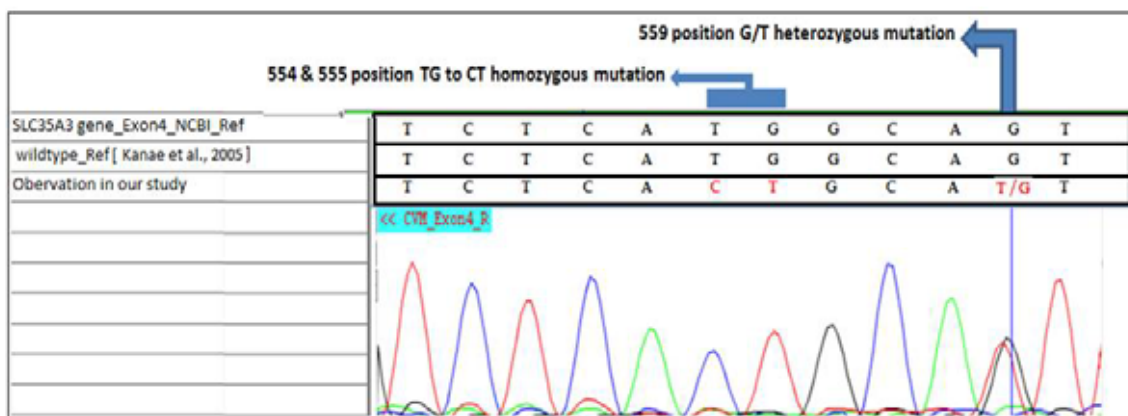 559 position G/T heterozygous mutation
554 & 555 position TG to CT homozygous mutation
SLC35A3 gene_Exon4_NCBI_Ref T C T C A T G G C A G T
wildtype_Ref [ Kanae et al., 2005 ] T C T C A T G G C A G T
Obervation in our study T C T C A C T G C A T/G T
<< CVM_Exon4_R